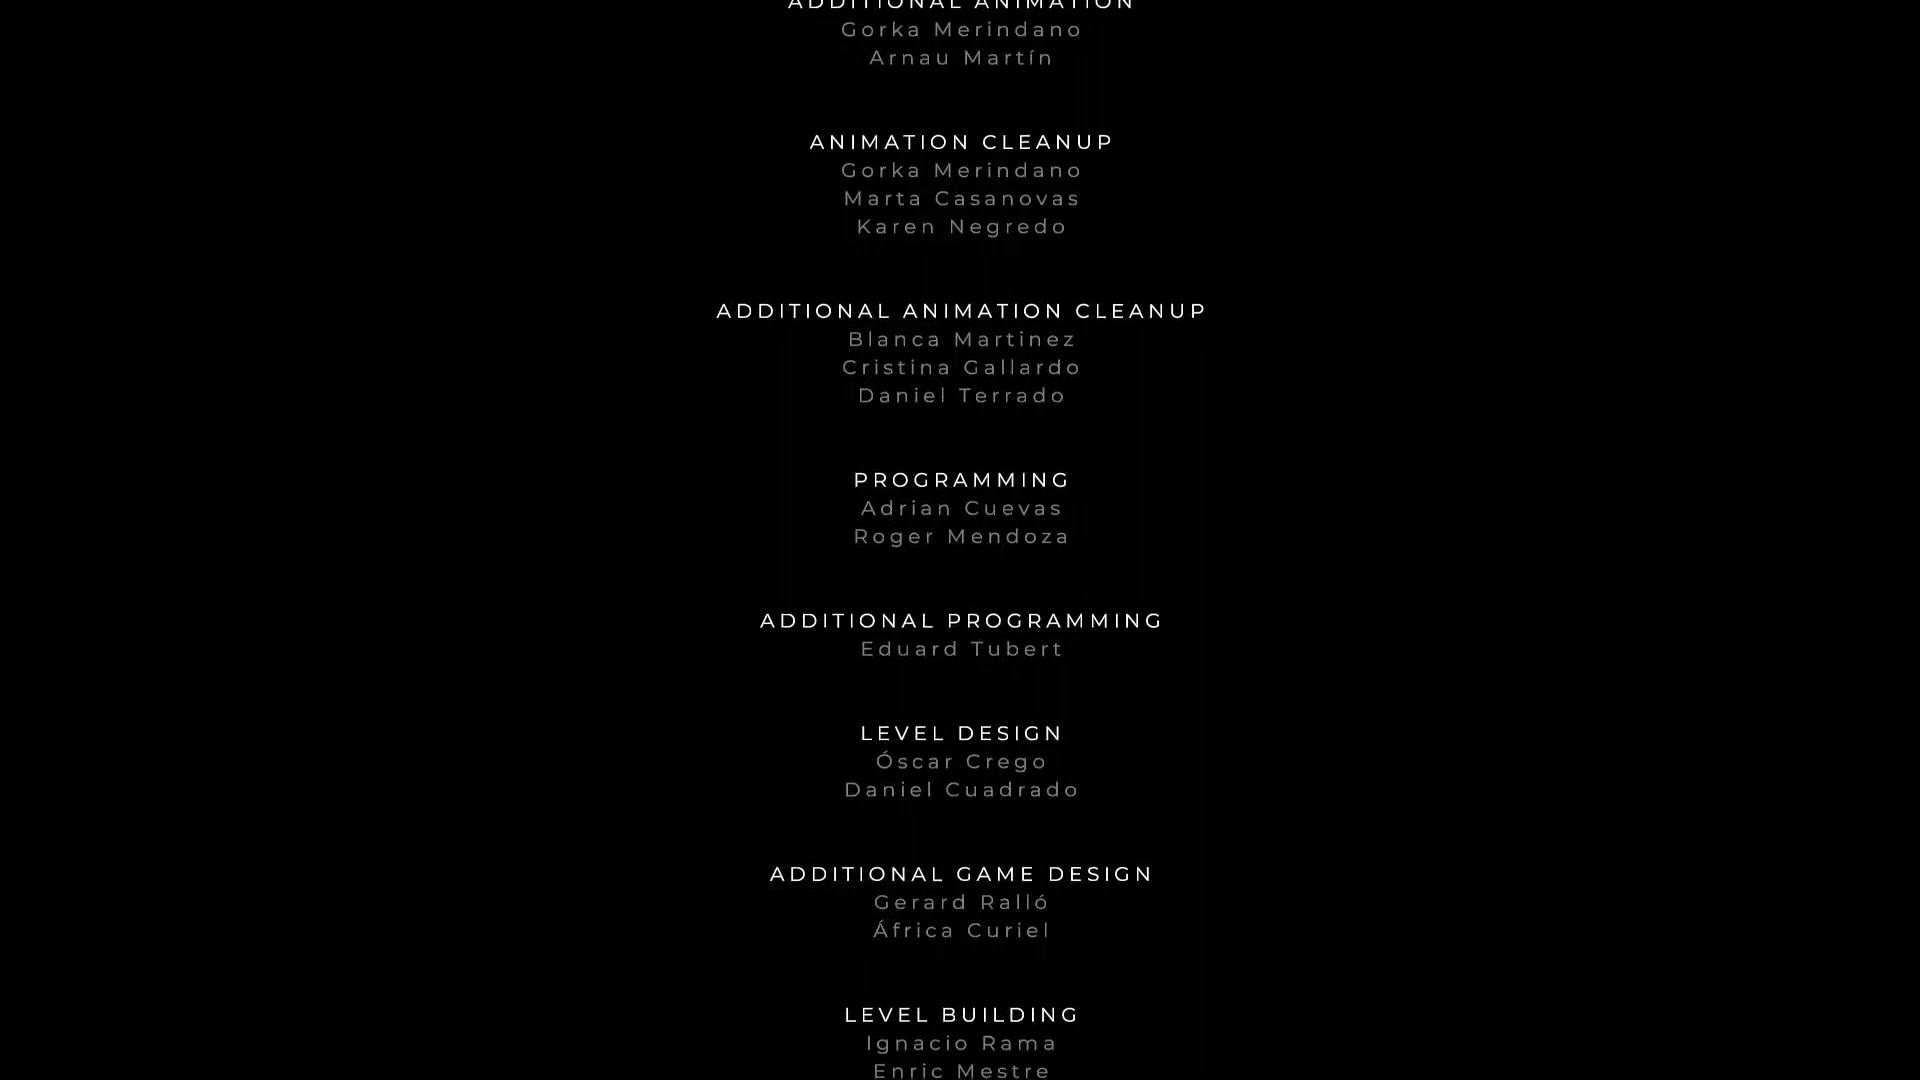 ADDITIONAL ANIMATION
Gorka Merindano
Arnau Martín
ANIMATION CLEANUP
Gorka Merindano
Marta Casanovas
Karen Negredo
ADDITIONAL ANIMATION CLEANUP
Blanca Martinez
Cristina Gallardo
Daniel Terrado
PROGRAMMING
Adrian Cuevas
Roger Mendoza
ADDITIONAL PROGRAMMING
Eduard Tubert
LEVEL DESIGN
Óscar Crego
Daniel Cuadrado
ADDITIONAL GAME DESIGN
Gerard Ralló
África Curiel
LEVEL BUILDING
Ignacio Rama
Enric Mestre